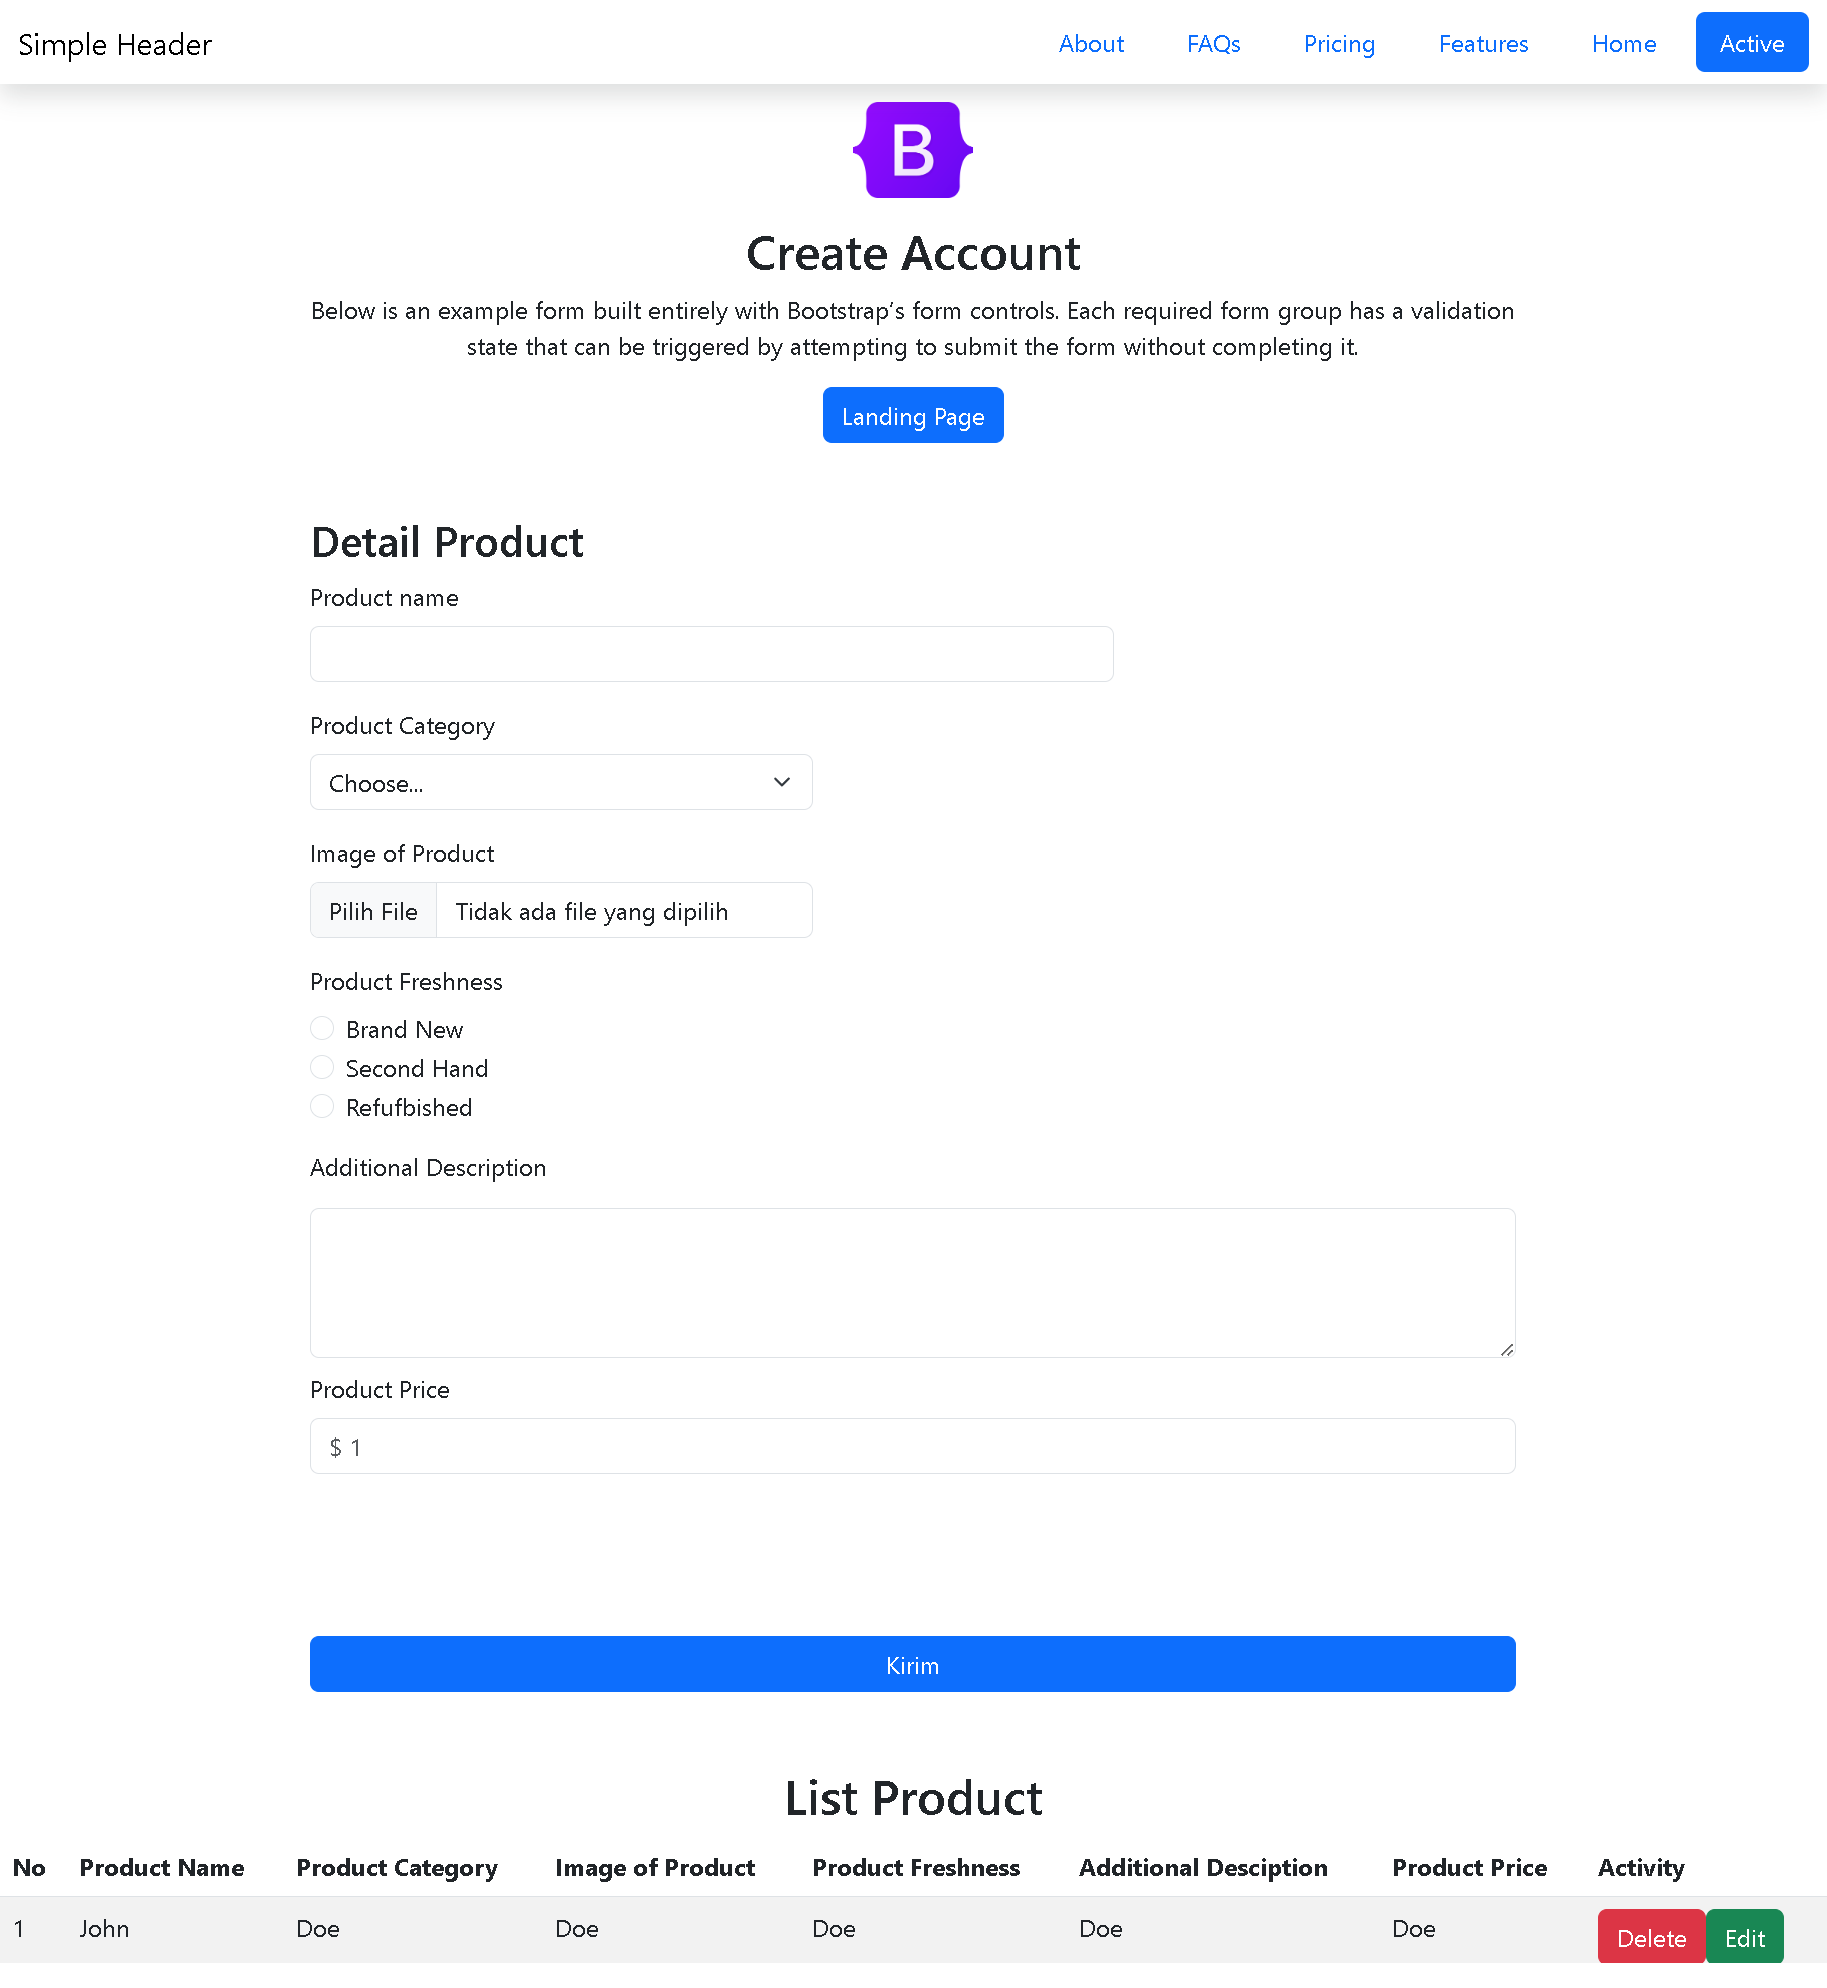 Simple Header About FAQs Pricing Features Home Active
B
Create Account
Below is an example form built entirely with Bootstrap’s form controls. Each required form group has a validation
state that can be triggered by attempting to submit the form without completing it.
Landing Page
Detail Product
Product name
Product Category
Choose...
Image of Product
Pilih File Tidak ada file yang dipilih
Product Freshness
Brand New
Second Hand
Refufbished
Additional Description
Product Price
$ 1
Kirim
List Product
No Product Name Product Category Image of Product Product Freshness Additional Desciption Product Price Activity
1 John Doe Doe Doe Doe Doe Delete Edit